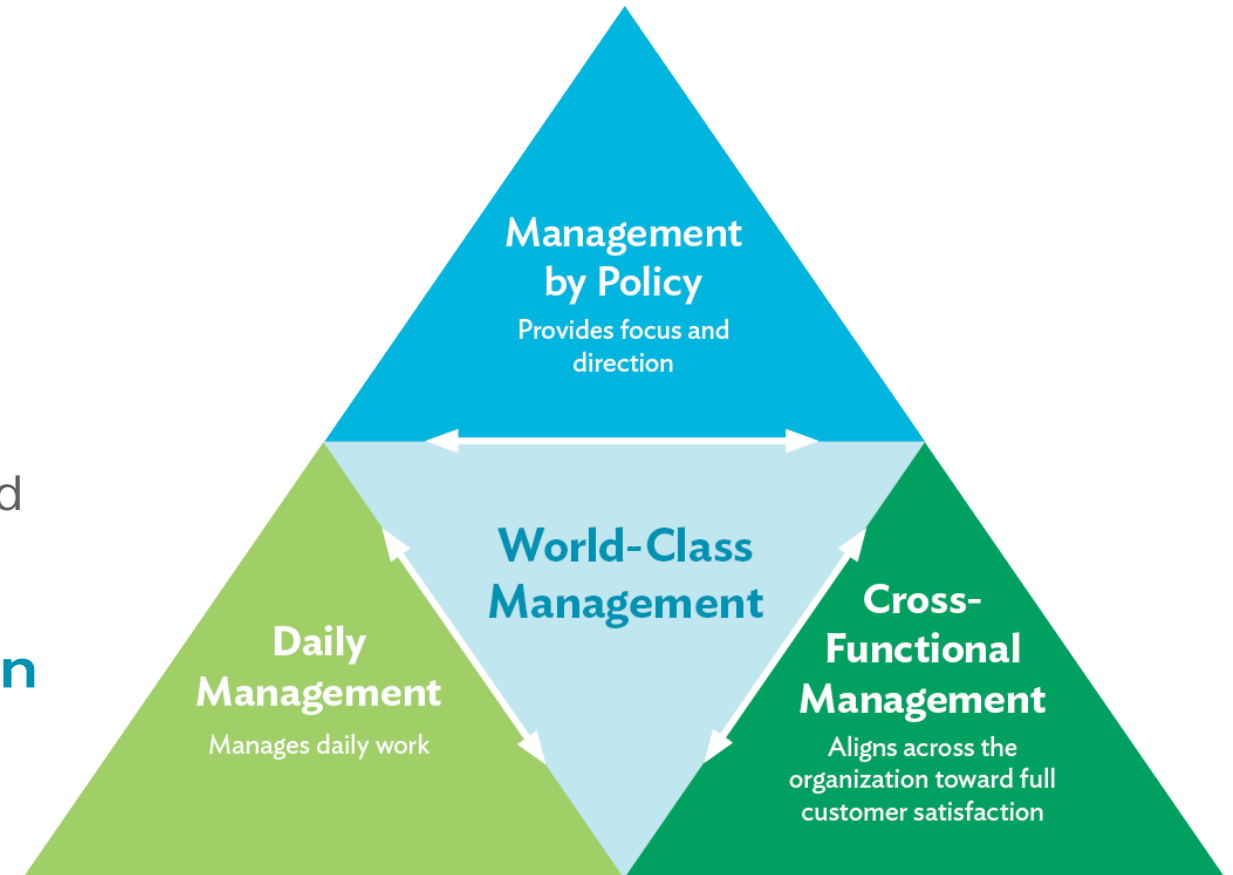 Management
by Policy
Provides focus and
direction
d
World-Class
Management
n
Daily
Management
Manages daily work
Cross-
Functional
Management
Aligns across the
organization toward full
customer satisfaction